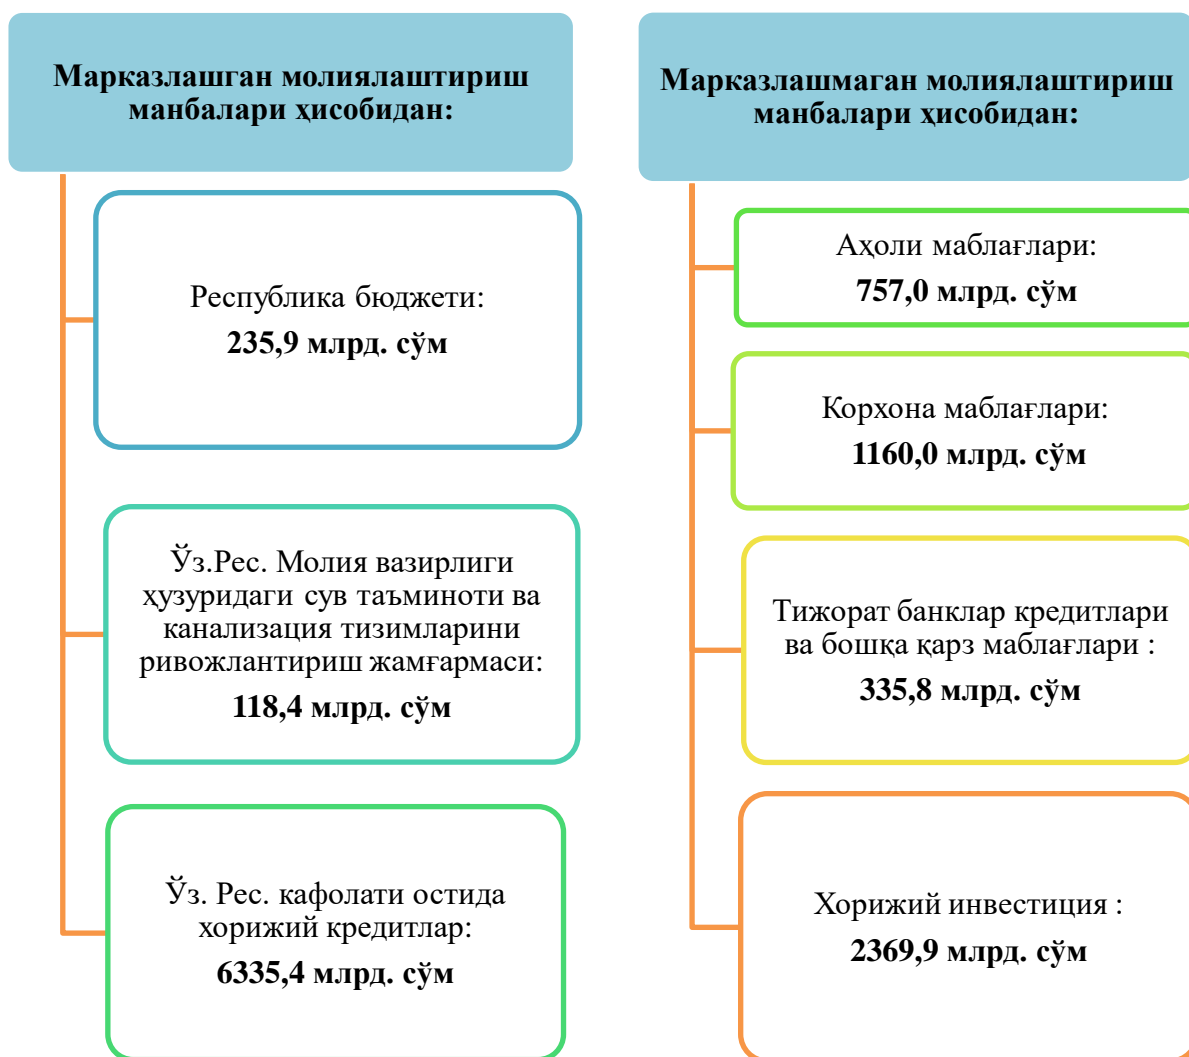 Марказлашган молиялаштириш
манбалари ҳисобидан:
Республика бюджети:
235,9 млрд. сўм
Ўз.Рес. Молия вазирлиги
ҳузуридаги сув таъминоти ва
канализация тизимларини
ривожлантириш жамғармаси:
118,4 млрд. сўм
Ўз. Рес. кафолати остида
хорижий кредитлар:
6335,4 млрд. сўм
Марказлашмаган молиялаштириш
манбалари ҳисобидан:
Аҳоли маблағлари:
757,0 млрд. сўм
Корхона маблағлари:
1160,0 млрд. сўм
Тижорат банклар кредитлари
ва бошқа қарз маблағлари :
335,8 млрд. сўм
Хорижий инвестиция :
2369,9 млрд. сўм